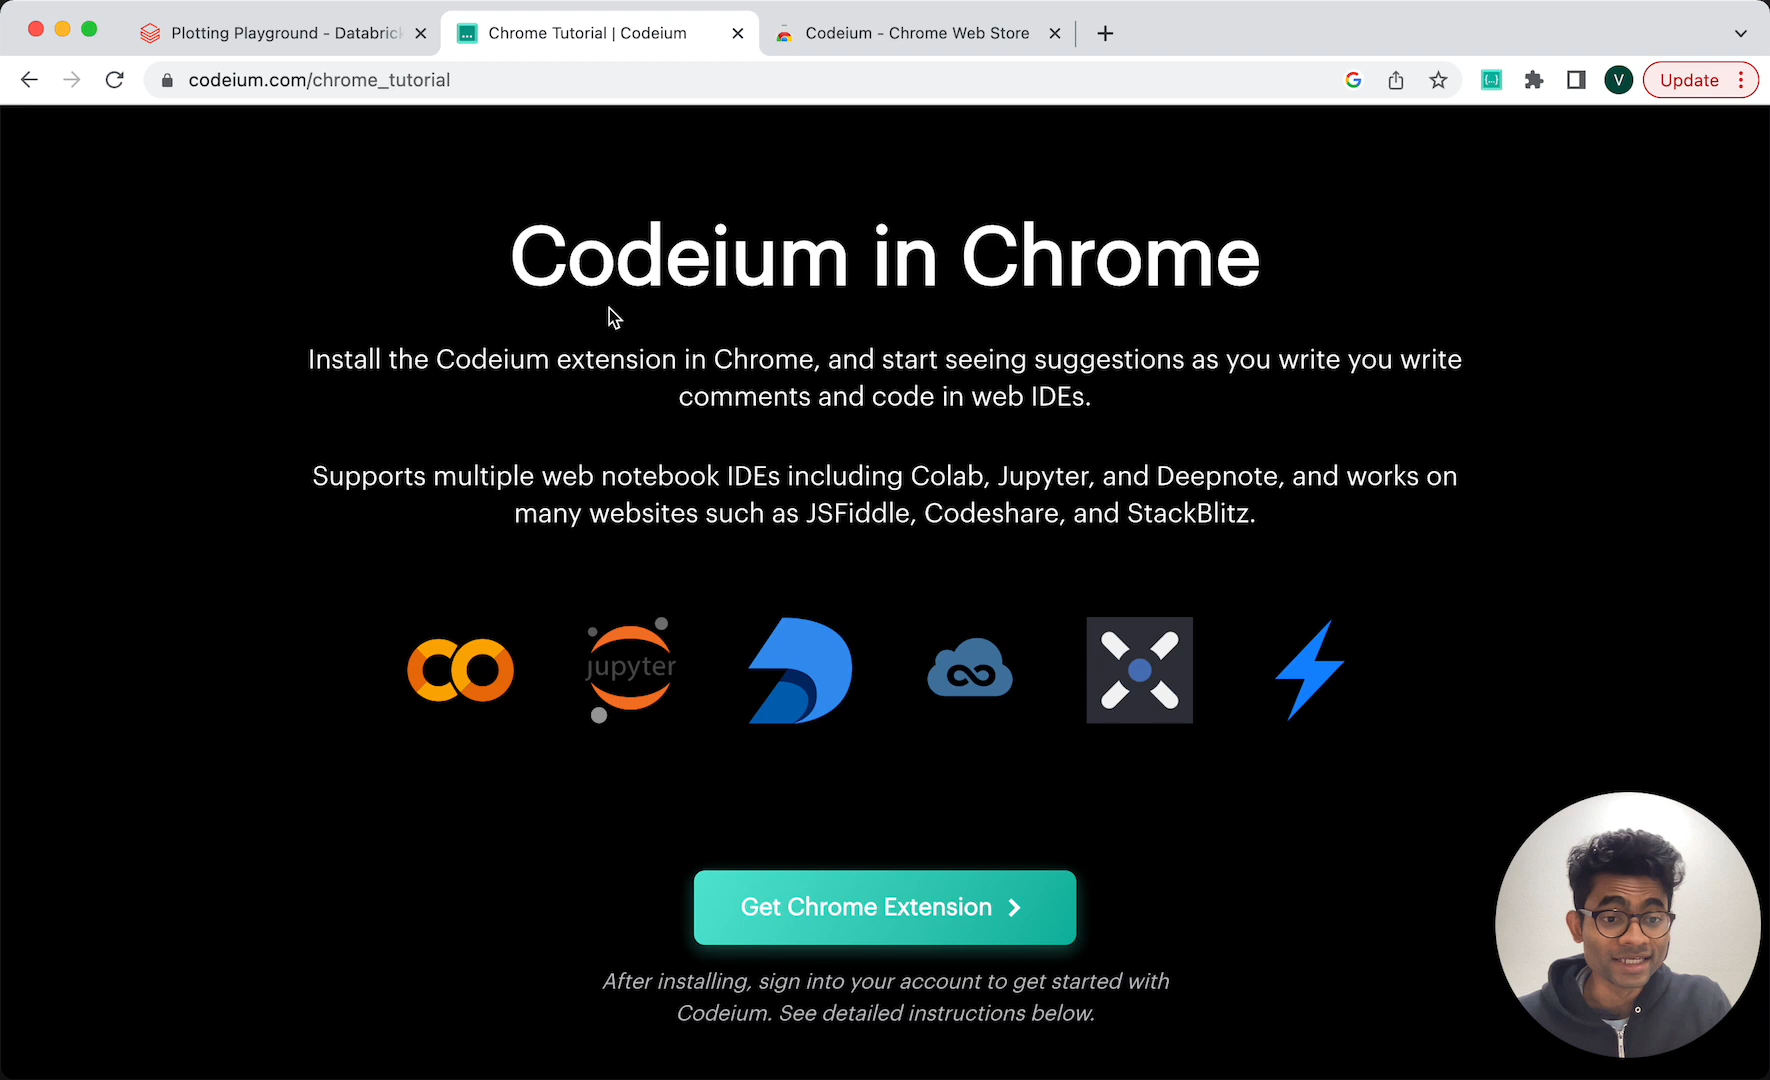 Plotting Playground - Databric
Chrome Tutorial | Codeium
Codeium - Chrome Web Store
codeium.com/chrome_tutorial
V
Update
Codeium in Chrome
Install the Codeium extension in Chrome, and start seeing suggestions as you write you write
comments and code in web IDEs.
Supports multiple web notebook IDEs including Colab, Jupyter, and Deepnote, and works on
many websites such as JSFiddle, Codeshare, and StackBlitz.
jupyter
Get Chrome Extension
After installing, sign into your account to get started with
Codeium. See detailed instructions below.